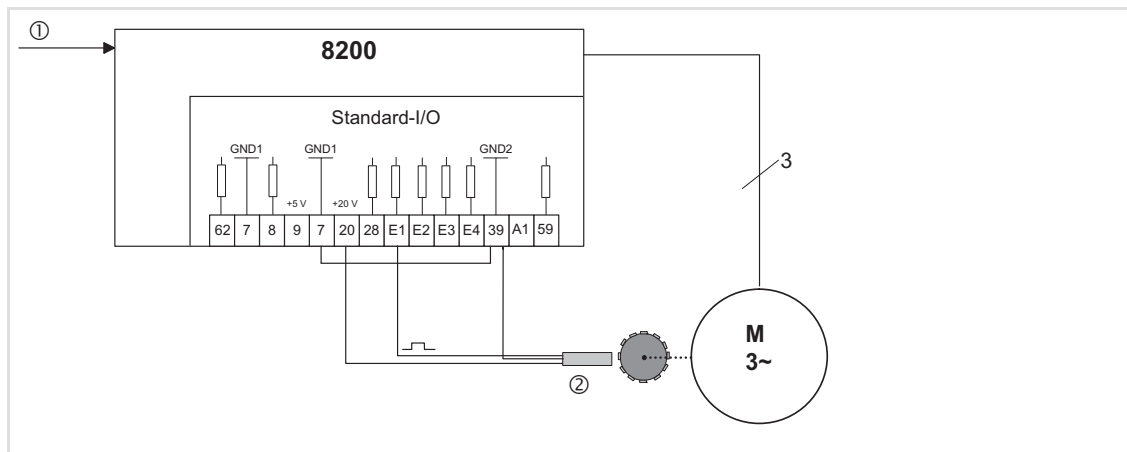 ①
8200
Standard-I/O
GND1 GND1 GND2
+5 V +20 V
62 7 8 9 7 20 28 E1 E2 E3 E4 39 A1 59
3
M
3~
②